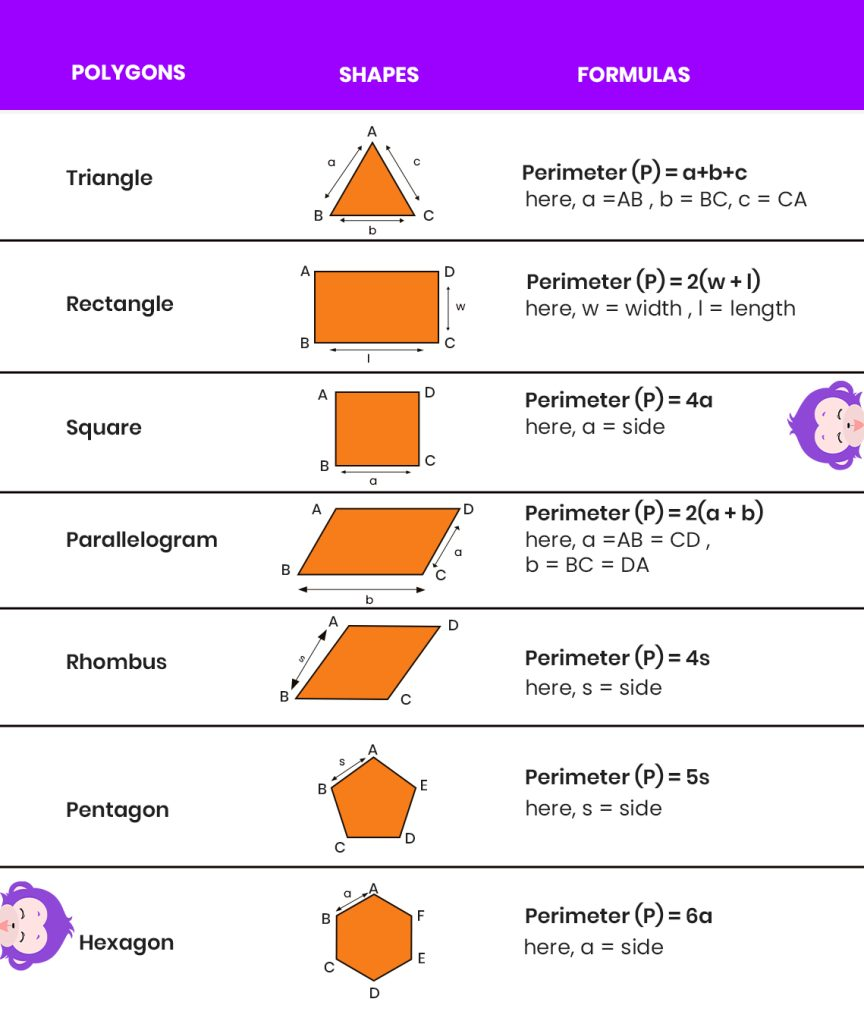 POLYGONS SHAPES FORMULAS
Triangle
A
a c
B C
b
Perimeter (P) = a+b+c
here, a =AB , b = BC, c = CA
Rectangle
A D
w
B C
l
Perimeter (P) = 2(w + l)
here, w = width , l = length
Square
A D
B C
a
Perimeter (P) = 4a
here, a = side
Parallelogram
A D
a
B C
b
Perimeter (P) = 2(a + b)
here, a =AB = CD ,
b = BC = DA
Rhombus
A D
s
B C
Perimeter (P) = 4s
here, s = side
Pentagon
A
s
B E
C D
Perimeter (P) = 5s
here, s = side
Hexagon
A
a
B F
C E
D
Perimeter (P) = 6a
here, a = side